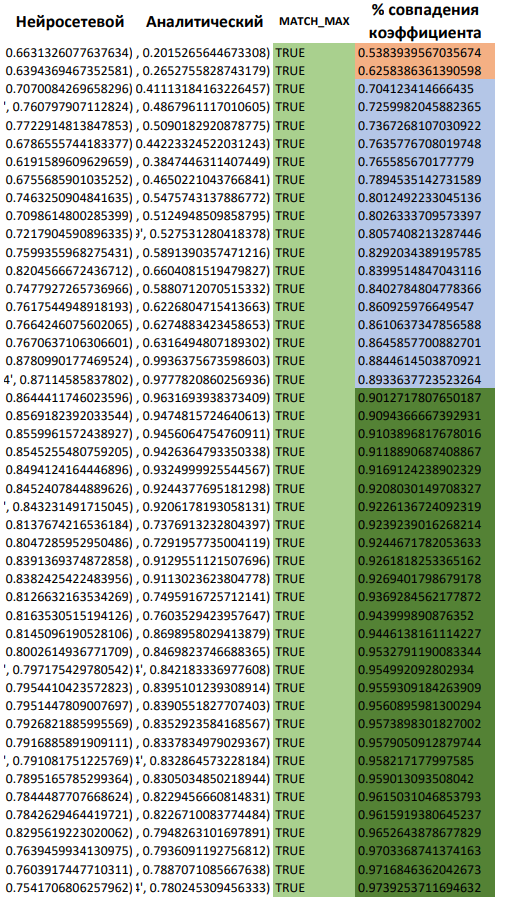 Нейросетевой Аналитический MATCH_MAX % совпадения коэффициента
0.6631326077637634) , 0.2015265644673308) TRUE 0.5383939567035674
0.6394369467352581) , 0.2652755828743179) TRUE 0.6258386361390598
0.7070084269658296) , 0.41113184163226457) TRUE 0.704123414666435
', 0.760797907112824) , 0.4867961117010605) TRUE 0.7259982045882365
0.7722914813847853) , 0.5090182920878775) TRUE 0.7367268107030922
0.6786555744183377) , 0.44223324522031243) TRUE 0.7635776708019748
0.6191589609629659) , 0.3847446311407449) TRUE 0.765585670177779
0.6755685901035252) , 0.4650221043766841) TRUE 0.7894535142731589
0.7463250904841635) , 0.5475743137886772) TRUE 0.8012492233045136
0.7098614800285399) , 0.5124948509858795) TRUE 0.8026333709573397
0.7217904590896335) )', 0.527531280418378) TRUE 0.8057408213287446
0.7599355968275431) , 0.5891390357471216) TRUE 0.8292034389195785
0.8204566672436712) , 0.6604081519479827) TRUE 0.8399514847043116
0.7477927265736966) , 0.5880712070515332) TRUE 0.8402784804778366
0.7617544948918193) , 0.6226804715413663) TRUE 0.860925976649547
0.7664246075602065) , 0.6274883423458653) TRUE 0.8610637347856588
0.7670637106306601) , 0.6316494807189302) TRUE 0.8645857700882701
0.8780990177469524) , 0.9936375673598603) TRUE 0.8844614503870921
4', 0.87114585837802) , 0.9777820860256936) TRUE 0.8933637723523264
0.8644411746023596) , 0.9631693938373409) TRUE 0.9012717807650187
0.8569182392033544) , 0.9474815724640613) TRUE 0.9094366667392931
0.8559961572438927) , 0.9456064754760911) TRUE 0.9103896817678016
0.8545255480759205) , 0.9426364793350338) TRUE 0.9118890687408867
0.8494124164446896) , 0.9324999925544567) TRUE 0.9169124238902329
0.8452407844889626) , 0.9244377695181298) TRUE 0.9208030149708327
', 0.843231491715045) , 0.9206178193058131) TRUE 0.9226136724092319
0.8137674216536184) , 0.7376913232804397) TRUE 0.9239239016268214
0.8047285952950486) , 0.7291957735004119) TRUE 0.9244671782053633
0.8391369374872858) , 0.9129551121507696) TRUE 0.9261818253365162
0.8382425422483956) , 0.9113023623804778) TRUE 0.9269401798679178
0.8126632163534269) , 0.7495916725712141) TRUE 0.9369284562177872
0.8163530515194126) , 0.7603529423957647) TRUE 0.943999890876352
0.8145096190528106) , 0.8698958029413879) TRUE 0.9446138161114227
0.8002614936771709) , 0.8469823746688365) TRUE 0.9532791190083344
', 0.797175429780542) 4', 0.842183336977608) TRUE 0.954992092802934
0.7954410423572823) , 0.8395101239308914) TRUE 0.9559309184263909
0.7951447809007697) , 0.8390551827707403) TRUE 0.9560895981300294
0.7926821885995569) , 0.8352923584168567) TRUE 0.9573898301827002
0.7916885891909111) , 0.8337834979029367) TRUE 0.9579050912879744
', 0.791081751225769) 4', 0.832864573228184) TRUE 0.958217177997585
0.7895165785299364) , 0.8305034850218944) TRUE 0.959013093508042
0.7844487707668624) , 0.8229456660814831) TRUE 0.9615031046853793
0.7842629464419721) , 0.8226710083774484) TRUE 0.9615919380645237
0.8295619223020062) , 0.7948263101697891) TRUE 0.9652643878677829
0.7639459934130975) , 0.7936091192756812) TRUE 0.9703368741374163
0.7603917447710311) , 0.7887071085667638) TRUE 0.9716846362042673
0.7541706806257962) 4', 0.780245309456333) TRUE 0.9739253711694632